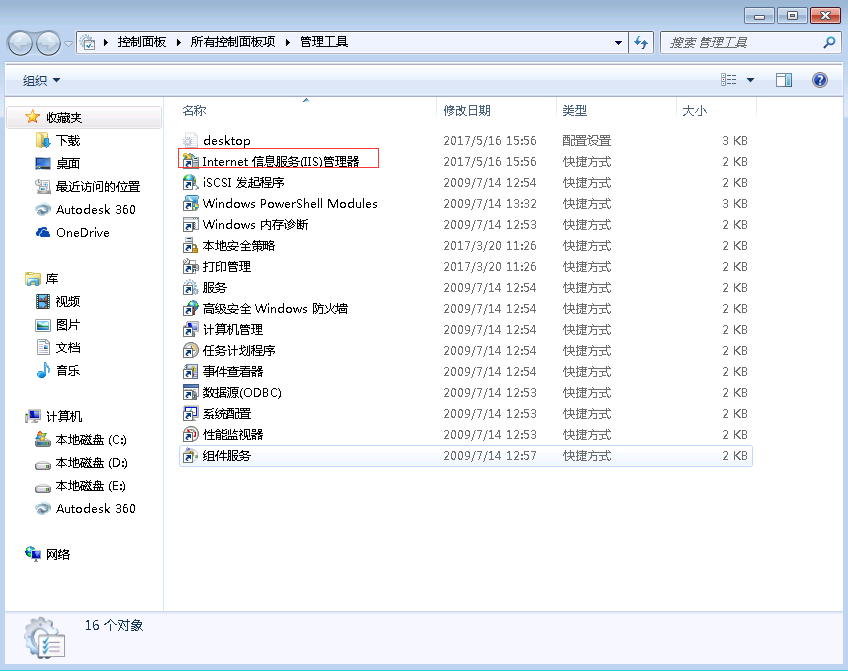 控制面板 所有控制面板项 管理工具
搜索 管理工具
组织
收藏夹
下载
桌面
最近访问的位置
Autodesk 360
OneDrive
库
视频
图片
文档
音乐
计算机
本地磁盘 (C:)
本地磁盘 (D:)
本地磁盘 (E:)
Autodesk 360
网络
名称 修改日期 类型 大小
desktop 2017/5/16 15:56 配置设置 3 KB
Internet 信息服务(IIS)管理器 2017/5/16 15:56 快捷方式 2 KB
iSCSI 发起程序 2009/7/14 12:54 快捷方式 2 KB
Windows PowerShell Modules 2009/7/14 13:32 快捷方式 3 KB
Windows 内存诊断 2009/7/14 12:53 快捷方式 2 KB
本地安全策略 2017/3/20 11:26 快捷方式 2 KB
打印管理 2017/3/20 11:26 快捷方式 2 KB
服务 2009/7/14 12:54 快捷方式 2 KB
高级安全 Windows 防火墙 2009/7/14 12:54 快捷方式 2 KB
计算机管理 2009/7/14 12:54 快捷方式 2 KB
任务计划程序 2009/7/14 12:54 快捷方式 2 KB
事件查看器 2009/7/14 12:54 快捷方式 2 KB
数据源(ODBC) 2009/7/14 12:53 快捷方式 2 KB
系统配置 2009/7/14 12:53 快捷方式 2 KB
性能监视器 2009/7/14 12:53 快捷方式 2 KB
组件服务 2009/7/14 12:57 快捷方式 2 KB
16 个对象